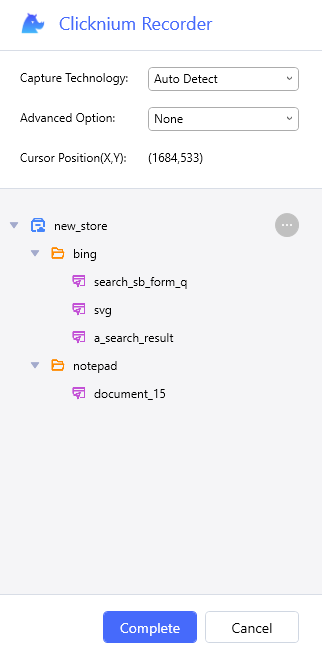 Clicknium Recorder
Capture Technology: Auto Detect
Advanced Option: None
Cursor Position(X,Y): (1684,533)
new_store
bing
search_sb_form_q
svg
a_search_result
notepad
document_15
Complete Cancel